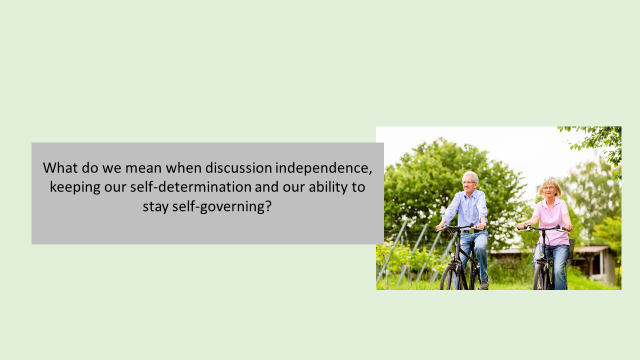 What do we mean when discussion independence,
keeping our self-determination and our ability to
stay self-governing?